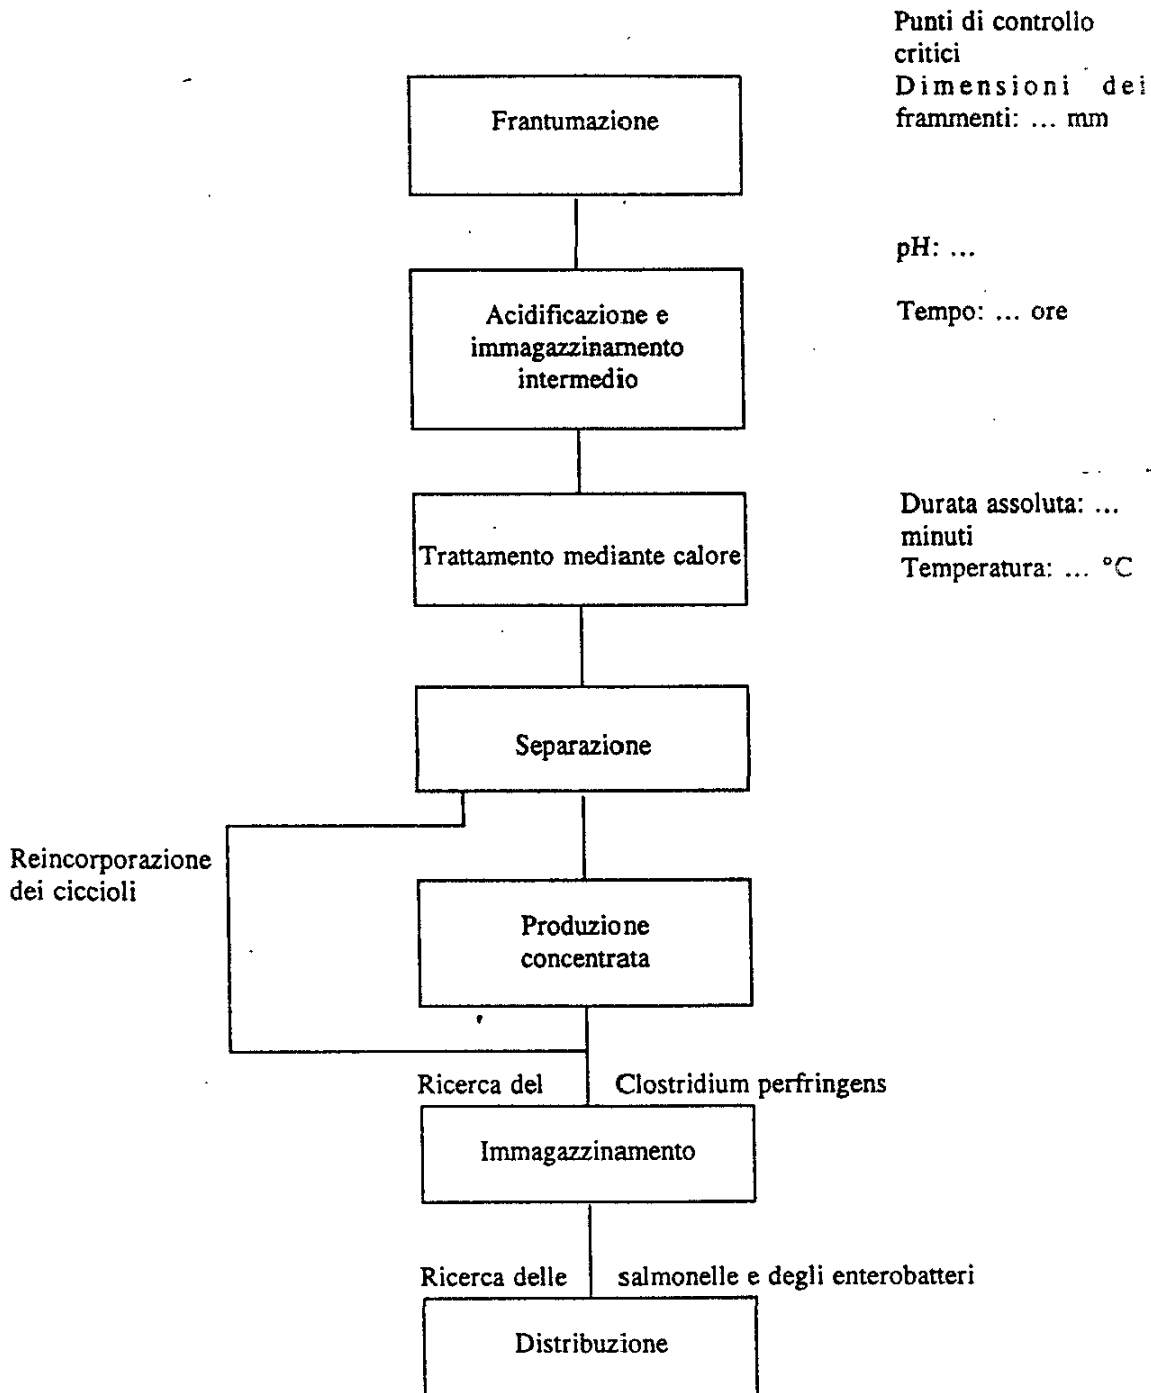 Punti di controllo
critici
Dimensioni dei
frammenti: ... mm
Frantumazione
pH: ...
Tempo: ... ore
Acidificazione e
immagazzinamento
intermedio
Durata assoluta: ...
minuti
Temperatura: ... °C
Trattamento mediante calore
Separazione
Reincorporazione
dei ciccioli
Produzione
concentrata
Ricerca del Clostridium perfringens
Immagazzinamento
Ricerca delle salmonelle e degli enterobatteri
Distribuzione